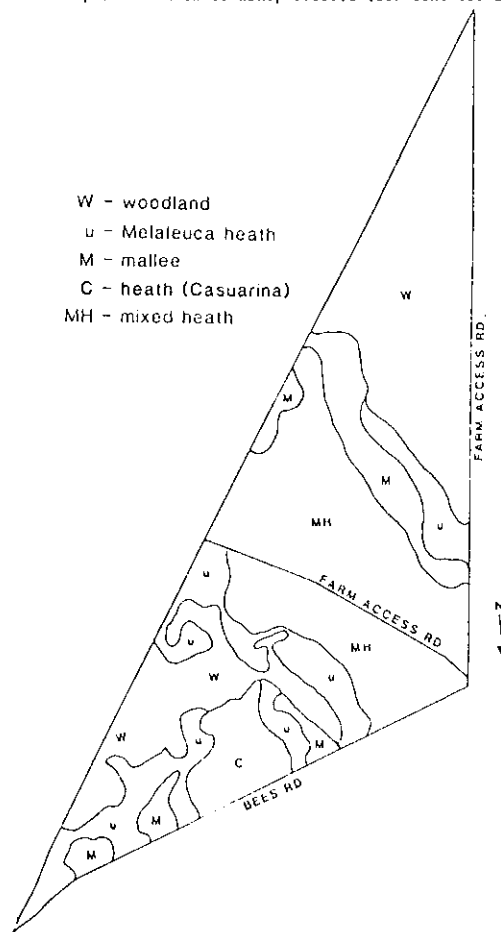 W - woodland
u - Melaleuca heath
M - mallee
C - heath (Casuarina)
MH - mixed heath
W
FARM ACCESS RD.
M
M
u
MH
FARM ACCESS RD
u
MH
u
u
W
W
u
u
M
C
BEES RD
u
M
M